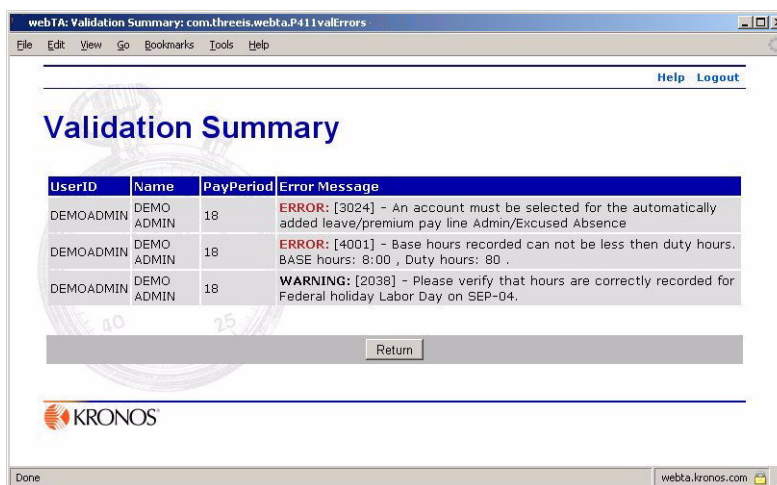 webTA: Validation Summary: com.threeis.webta.P411valErrors
File Edit View Go Bookmarks Tools Help
Help Logout
Validation Summary
UserID Name PayPeriod Error Message
DEMOADMIN DEMO ADMIN 18 ERROR: [3024] - An account must be selected for the automatically
added leave/premium pay line Admin/Excused Absence
DEMOADMIN DEMO ADMIN 18 ERROR: [4001] - Base hours recorded can not be less then duty hours.
BASE hours: 8:00 , Duty hours: 80 .
DEMOADMIN DEMO ADMIN 18 WARNING: [2038] - Please verify that hours are correctly recorded for
Federal holiday Labor Day on SEP-04.
40 25
Return
KRONOS
Done webta.kronos.com